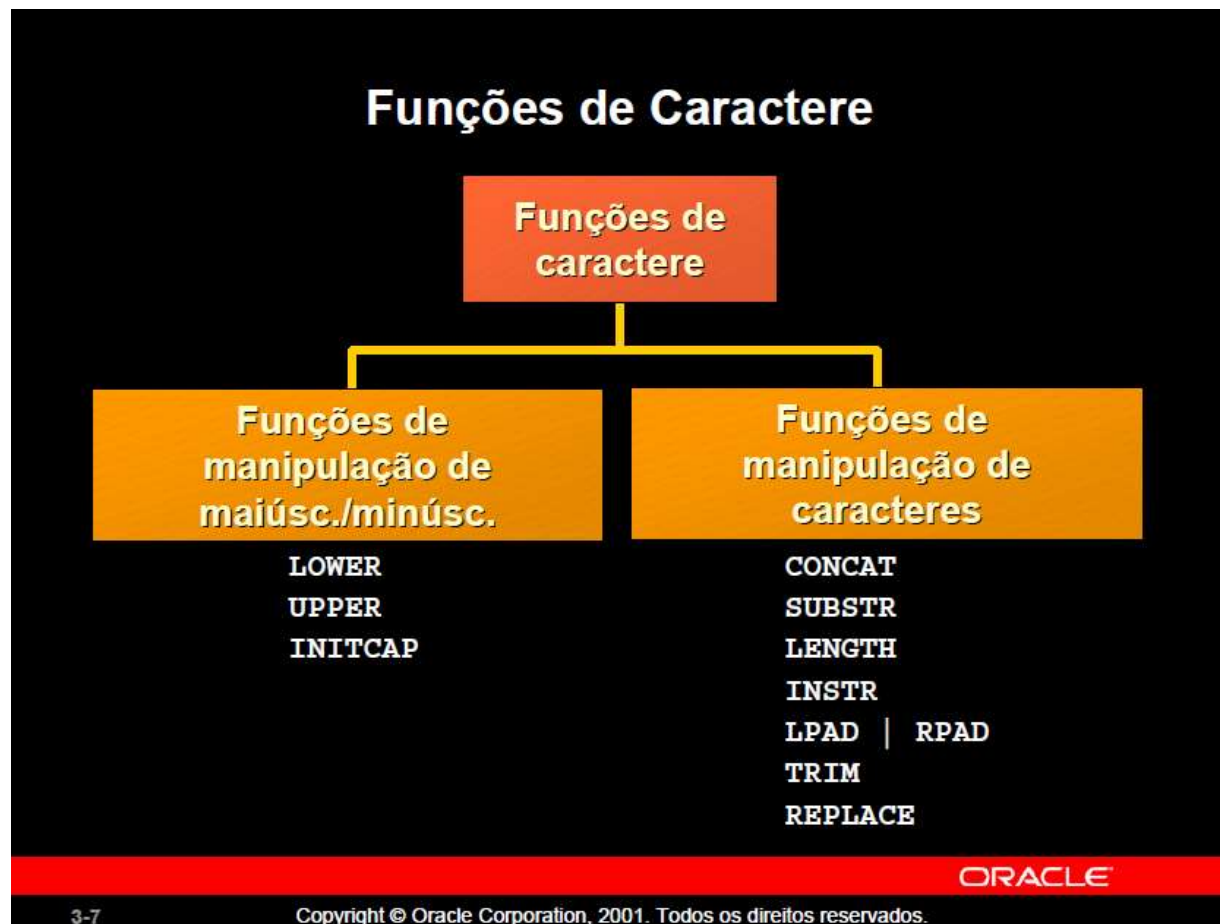 Funções de Caractere
Funções de
caractere
Funções de
manipulação de
maiúsc./minúsc.
LOWER
UPPER
INITCAP
Funções de
manipulação de
caracteres
CONCAT
SUBSTR
LENGTH
INSTR
LPAD | RPAD
TRIM
REPLACE
ORACLE
3-7 Copyright © Oracle Corporation, 2001. Todos os direitos reservados.